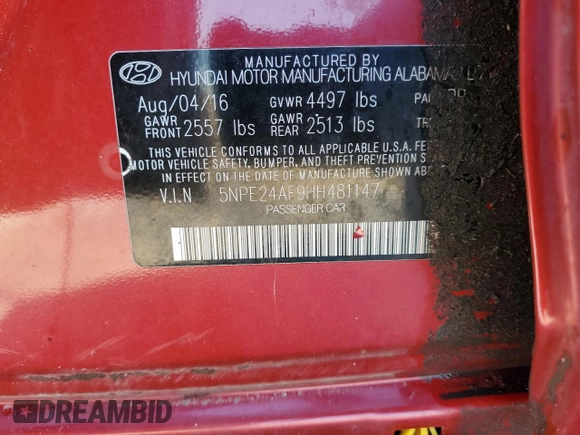 MANUFACTURED BY
HYUNDAI MOTOR MANUFACTURING ALABAMA
Aug/04/16 GVWR 4497 lbs
GAWR FRONT 2557 lbs GAWR REAR 2513 lbs
THIS VEHICLE CONFORMS TO ALL APPLICABLE U.S.A.
MOTOR VEHICLE SAFETY, BUMPER, AND THEFT PREVENTION
IN EFFECT ON THE DATE OF MANUFACTURE SHOWN
V.I.N 5NPE24AF9HH481147
PASSENGER CAR
DREAMBID